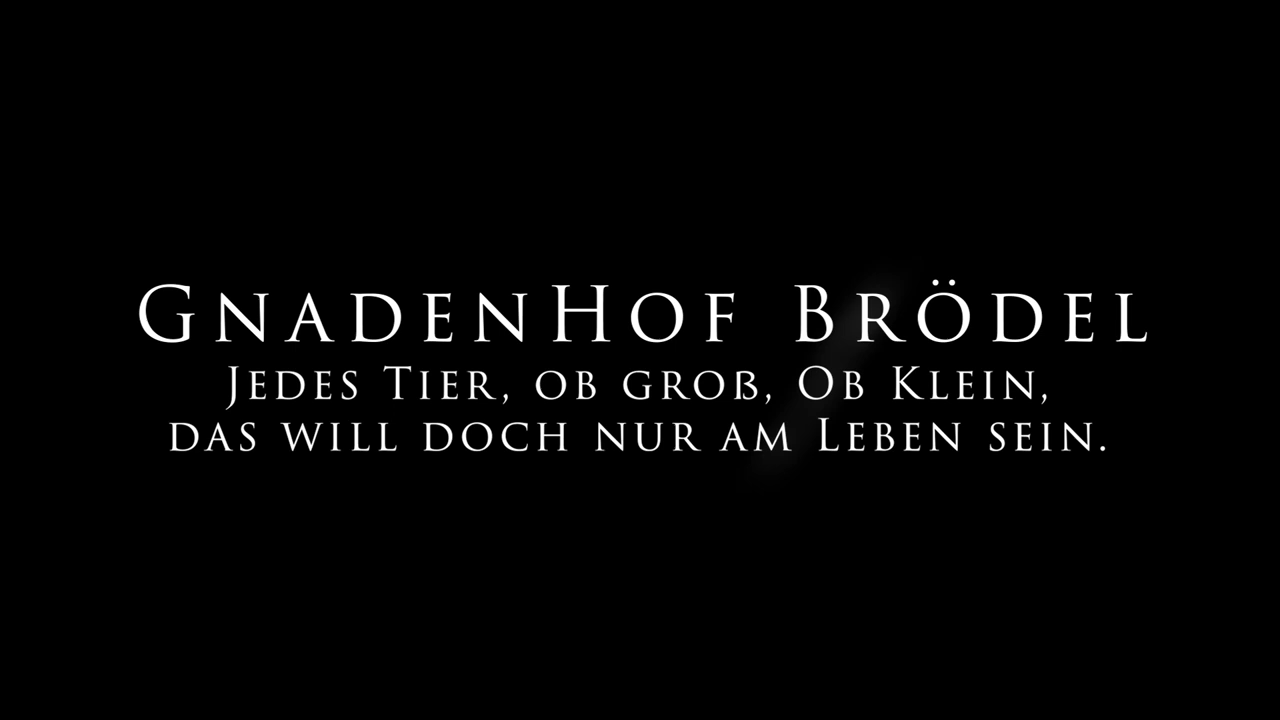 GnadenHof Brödel
Jedes Tier, ob groß, Ob Klein,
das will doch nur am Leben sein.